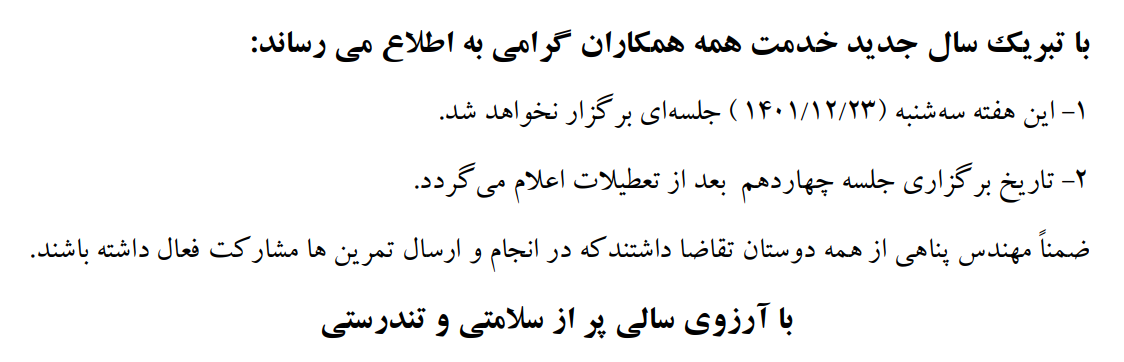 با تبریک سال جدید خدمت همه همکاران گرامی به اطلاع می رساند:
۱- این هفته سه‌شنبه (۱۴۰۱/۱۲/۲۳ ) جلسه‌ای برگزار نخواهد شد.
۲- تاریخ برگزاری جلسه چهاردهم بعد از تعطیلات اعلام می‌گردد.
ضمناً مهندس پناهی از همه دوستان تقاضا داشتندکه در انجام و ارسال تمرین ها مشارکت فعال داشته باشند.
با آرزوی سالی پر از سلامتی و تندرستی